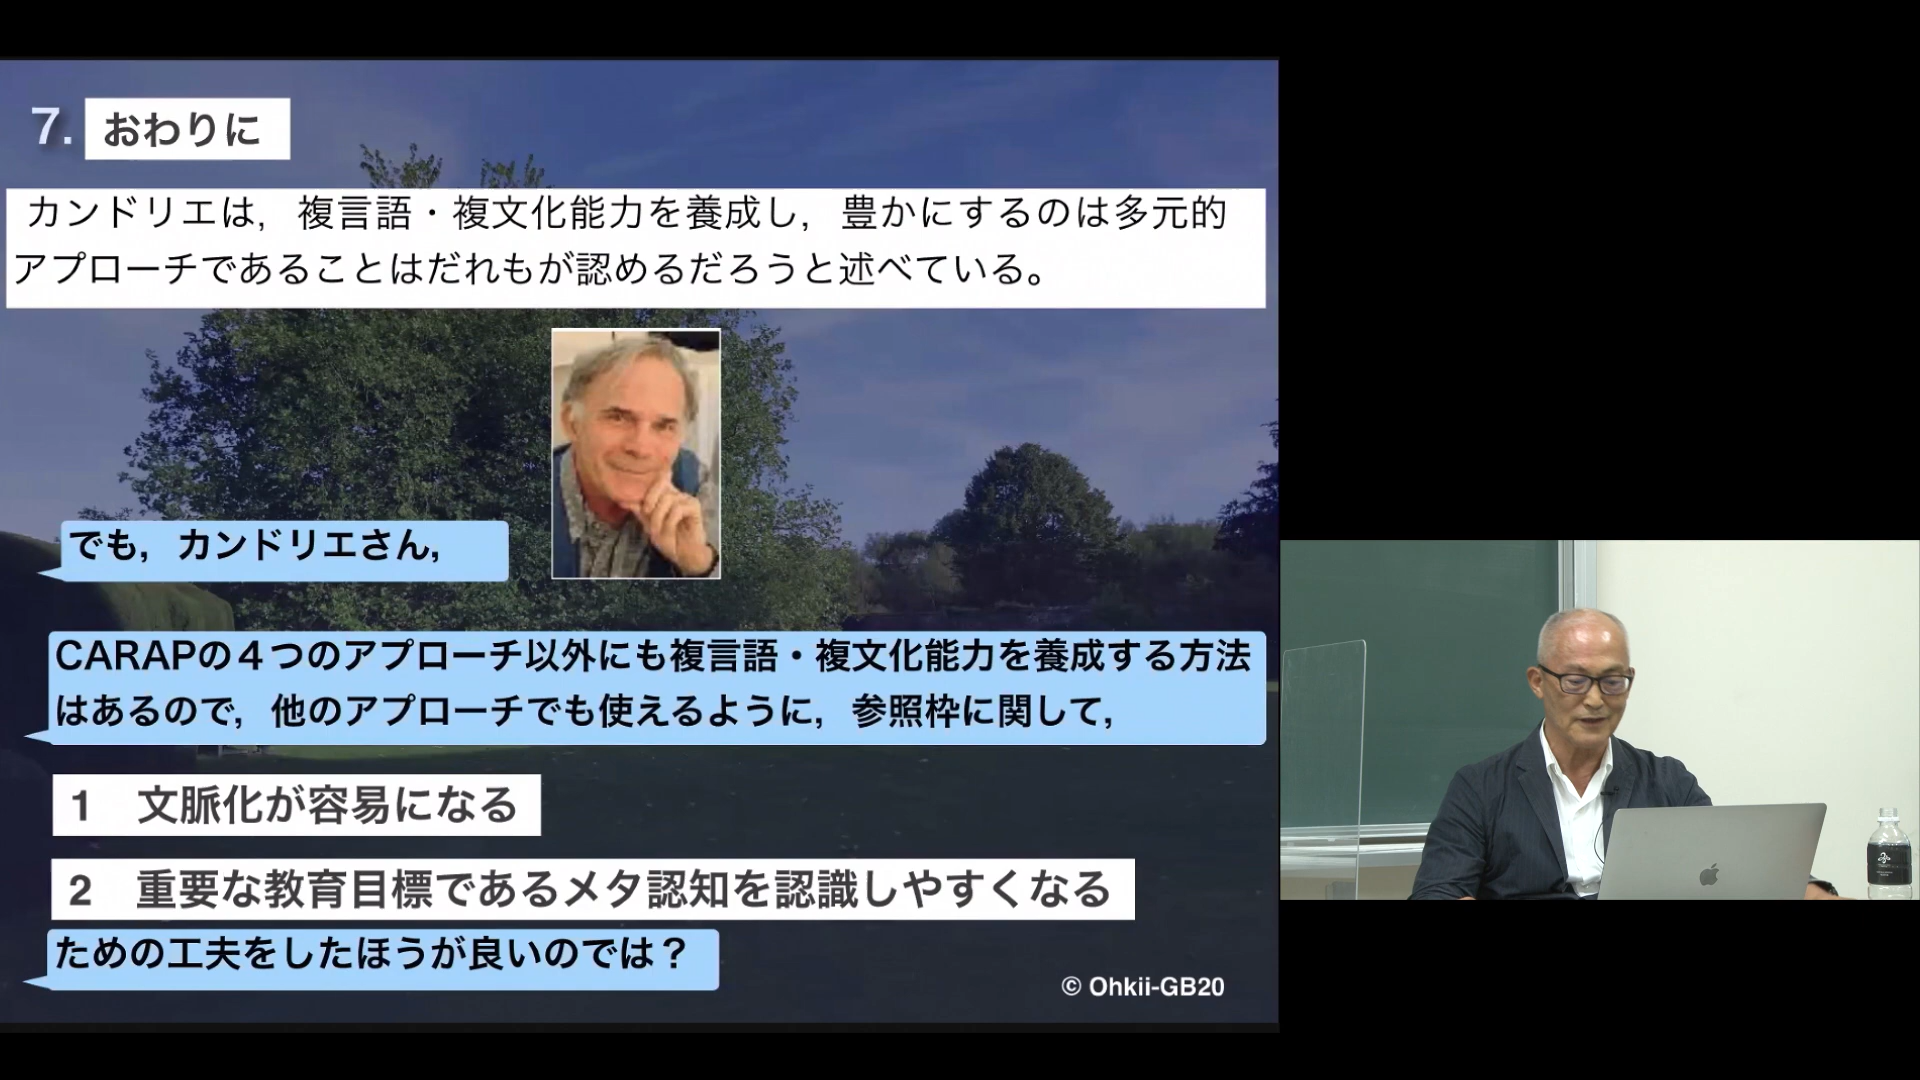 7. おわりに
カンドリエは，複言語・複文化能力を養成し，豊かにするのは多元的
アプローチであることはだれもが認めるだろうと述べている。
でも，カンドリエさん，
CARAPの４つのアプローチ以外にも複言語・複文化能力を養成する方法
はあるので，他のアプローチでも使えるように，参照枠に関して，
1　文脈化が容易になる
2　重要な教育目標であるメタ認知を認識しやすくなる
ための工夫をしたほうが良いのでは？
© Ohkii-GB20